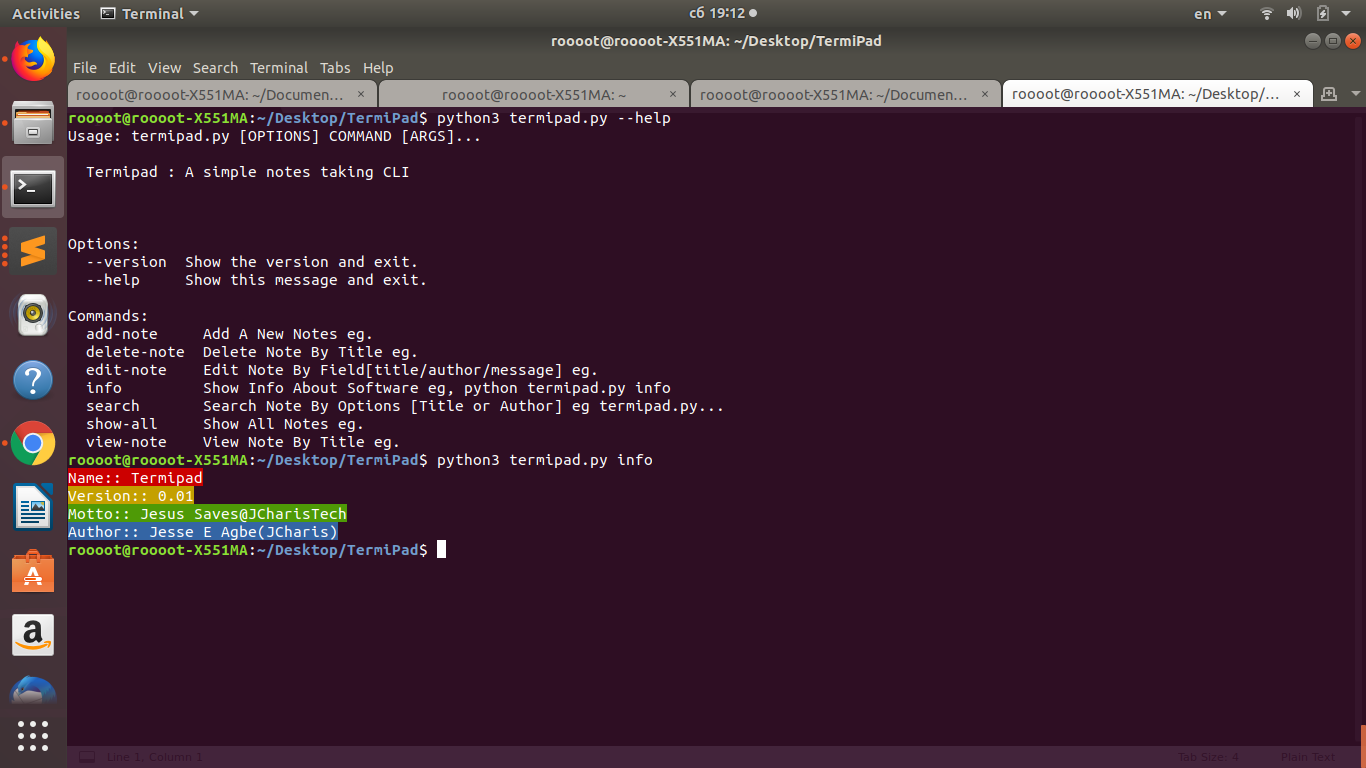 Activities Terminal сб 19:12 en
roooot@roooot-X551MA: ~/Desktop/TermiPad
File Edit View Search Terminal Tabs Help
roooot@roooot-X551MA: ~/Documen... × roooot@roooot-X551MA: ~ × roooot@roooot-X551MA: ~/Documen... × roooot@roooot-X551MA: ~/Desktop/... ×
roooot@roooot-X551MA:~/Desktop/TermiPad$ python3 termipad.py --help
Usage: termipad.py [OPTIONS] COMMAND [ARGS]...
Termipad : A simple notes taking CLI
Options:
--version Show the version and exit.
--help Show this message and exit.
Commands:
add-note Add A New Notes eg.
delete-note Delete Note By Title eg.
edit-note Edit Note By Field[title/author/message] eg.
info Show Info About Software eg, python termipad.py info
search Search Note By Options [Title or Author] eg termipad.py...
show-all Show All Notes eg.
view-note View Note By Title eg.
roooot@roooot-X551MA:~/Desktop/TermiPad$ python3 termipad.py info
Name:: Termipad
Version:: 0.01
Motto:: Jesus Saves@JCharisTech
Author:: Jesse E Agbe(JCharis)
roooot@roooot-X551MA:~/Desktop/TermiPad$
Line 1, Column 1 Tab Size: 4 Plain Text